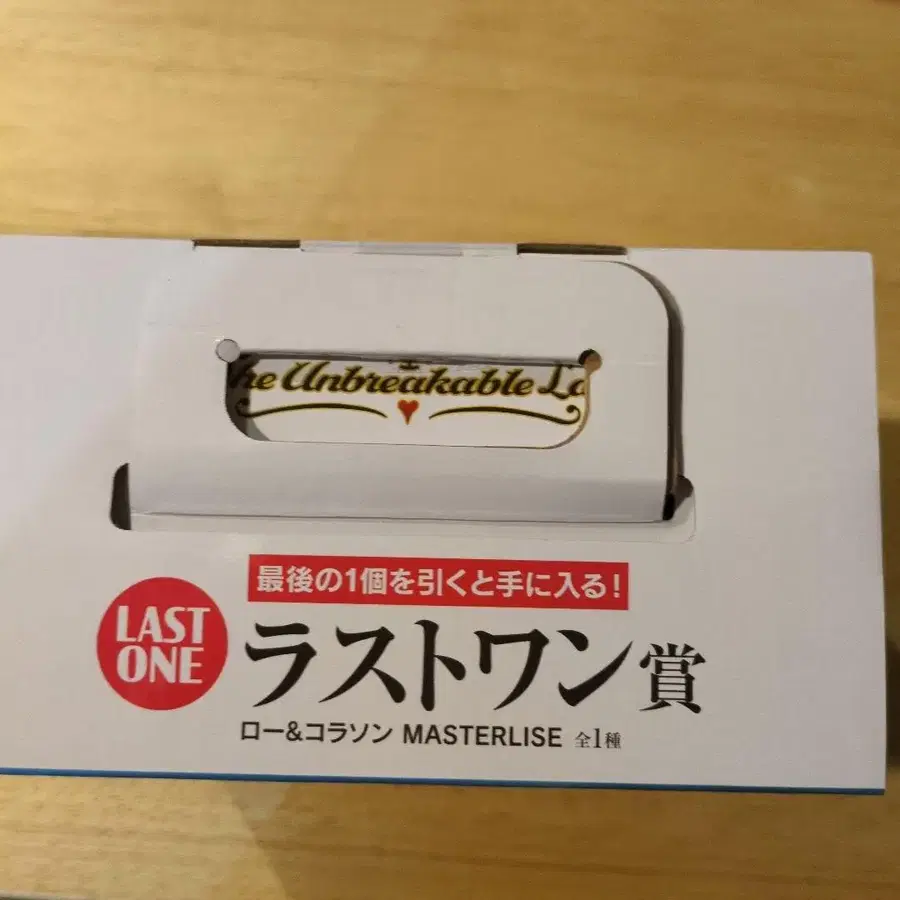 he Unbreakable
最後の1個を引くと手に入る!
LAST
ONE
ラストワン賞
ロー&コラソン MASTERLISE 全1種